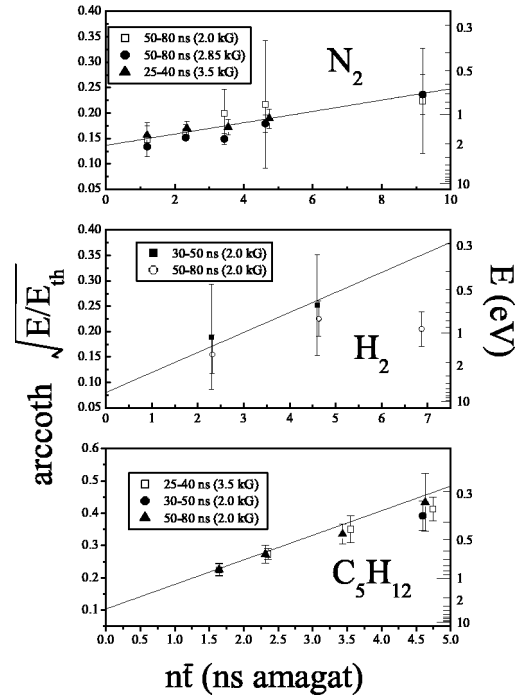 arccoth √E/E_th
E (eV)
0.40
0.35
0.30
0.25
0.20
0.15
0.10
0.05
50-80 ns (2.0 kG)
50-80 ns (2.85 kG)
25-40 ns (3.5 kG)
N₂
0.3
0.5
1
2
10
0 2 4 6 8 10
0.40
0.35
0.30
0.25
0.20
0.15
0.10
0.05
30-50 ns (2.0 kG)
50-80 ns (2.0 kG)
H₂
0.3
0.5
1
2
10
0 1 2 3 4 5 6 7
0.6
0.5
0.4
0.3
0.2
0.1
25-40 ns (3.5 kG)
30-50 ns (2.0 kG)
50-80 ns (2.0 kG)
C₅H₁₂
0.3
0.5
1
2
10
0.0 0.5 1.0 1.5 2.0 2.5 3.0 3.5 4.0 4.5 5.0
nt̄ (ns amagat)